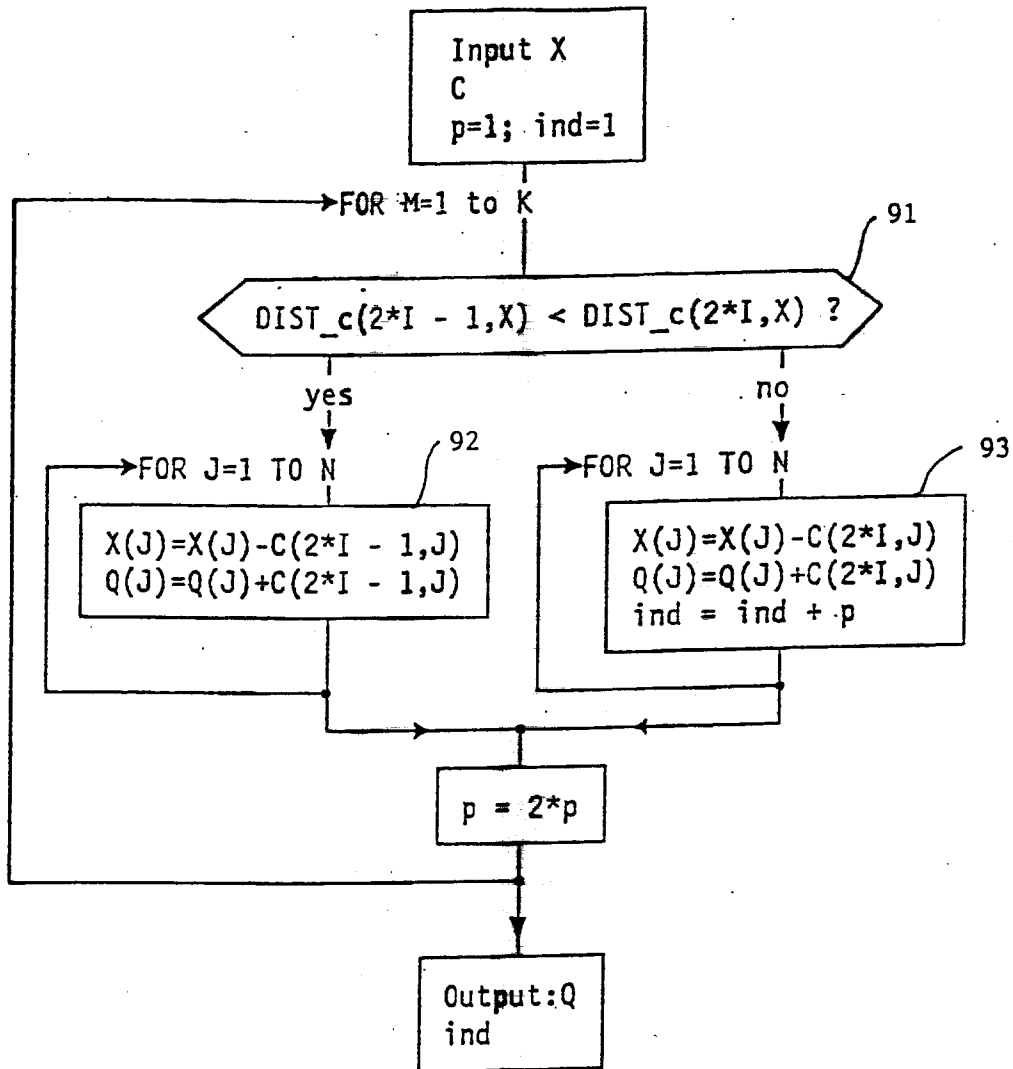 Input X
C
p=1; ind=1
FOR M=1 to K
91
DIST_c(2*I - 1,X) < DIST_c(2*I,X) ?
yes
no
FOR J=1 TO N
92
FOR J=1 TO N
93
X(J)=X(J)-C(2*I - 1,J)
Q(J)=Q(J)+C(2*I - 1,J)
X(J)=X(J)-C(2*I,J)
Q(J)=Q(J)+C(2*I,J)
ind = ind + p
p = 2*p
Output:Q
ind